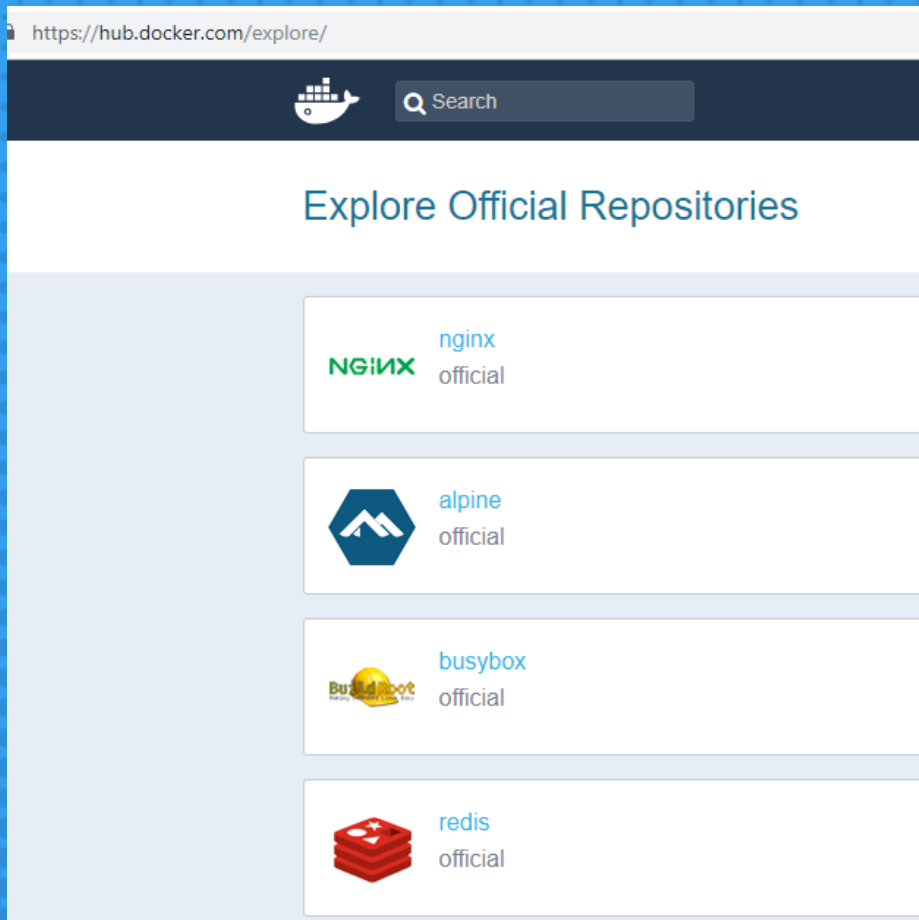 https://hub.docker.com/explore/
Search
Explore Official Repositories
NGINX
nginx
official
alpine
official
BuildRoot
busybox
official
redis
official